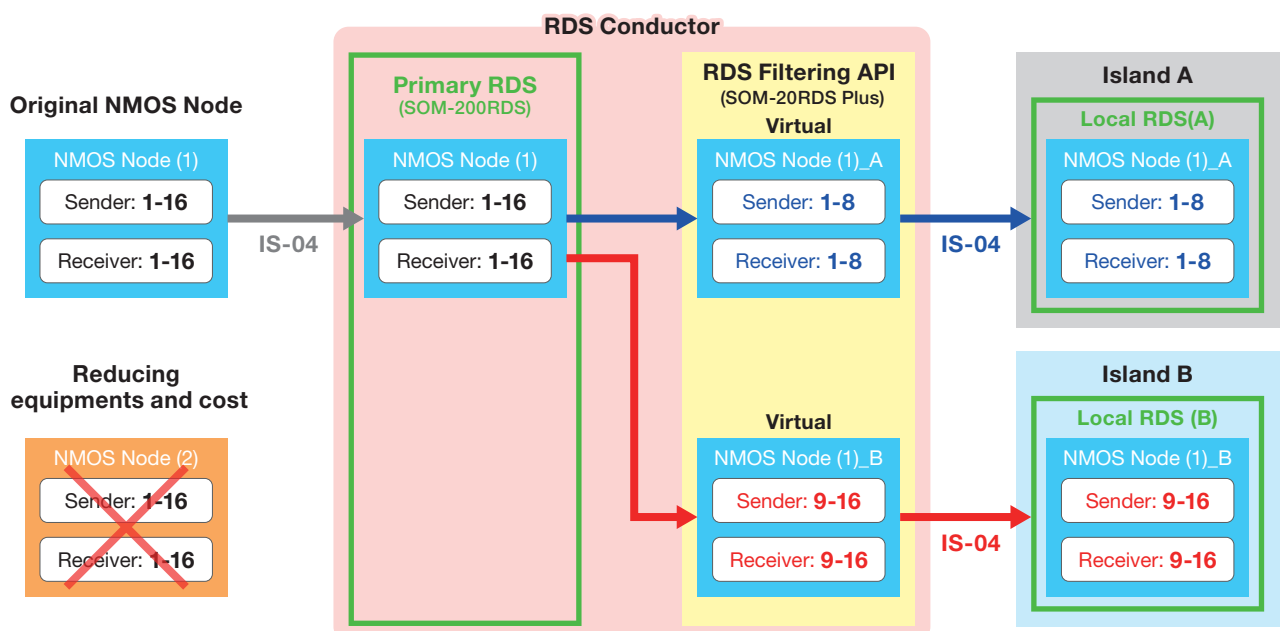 RDS Conductor
Original NMOS Node
NMOS Node (1)
Sender: 1-16
Receiver: 1-16
IS-04
Primary RDS
(SOM-200RDS)
NMOS Node (1)
Sender: 1-16
Receiver: 1-16
RDS Filtering API
(SOM-20RDS Plus)
Virtual
NMOS Node (1)_A
Sender: 1-8
Receiver: 1-8
IS-04
Island A
Local RDS(A)
NMOS Node (1)_A
Sender: 1-8
Receiver: 1-8
Reducing
equipments and cost
NMOS Node (2)
Sender: 1-16
Receiver: 1-16
Virtual
NMOS Node (1)_B
Sender: 9-16
Receiver: 9-16
IS-04
Island B
Local RDS (B)
NMOS Node (1)_B
Sender: 9-16
Receiver: 9-16